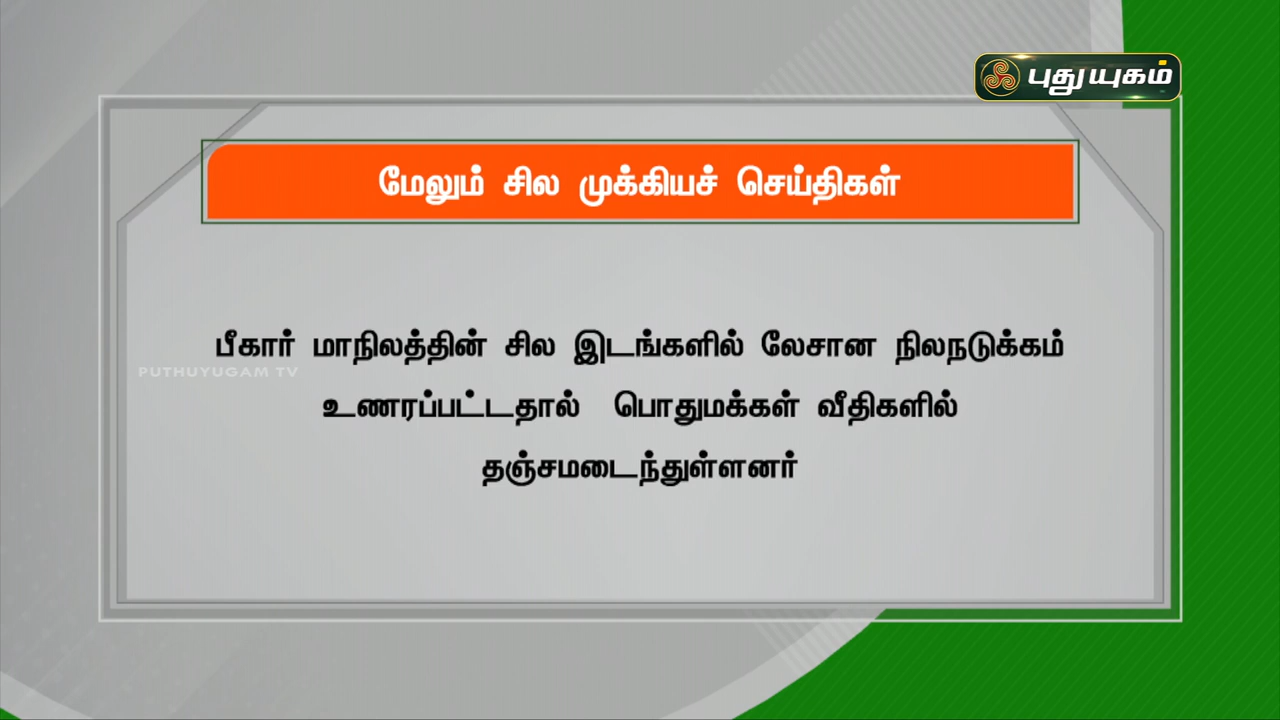 புதுயுகம்
மேலும் சில முக்கியச் செய்திகள்
பீகார் மாநிலத்தின் சில இடங்களில் லேசான நிலநடுக்கம்
PUTHUYUGAM TV
உணரப்பட்டதால் பொதுமக்கள் வீதிகளில்
தஞ்சமடைந்துள்ளனர்